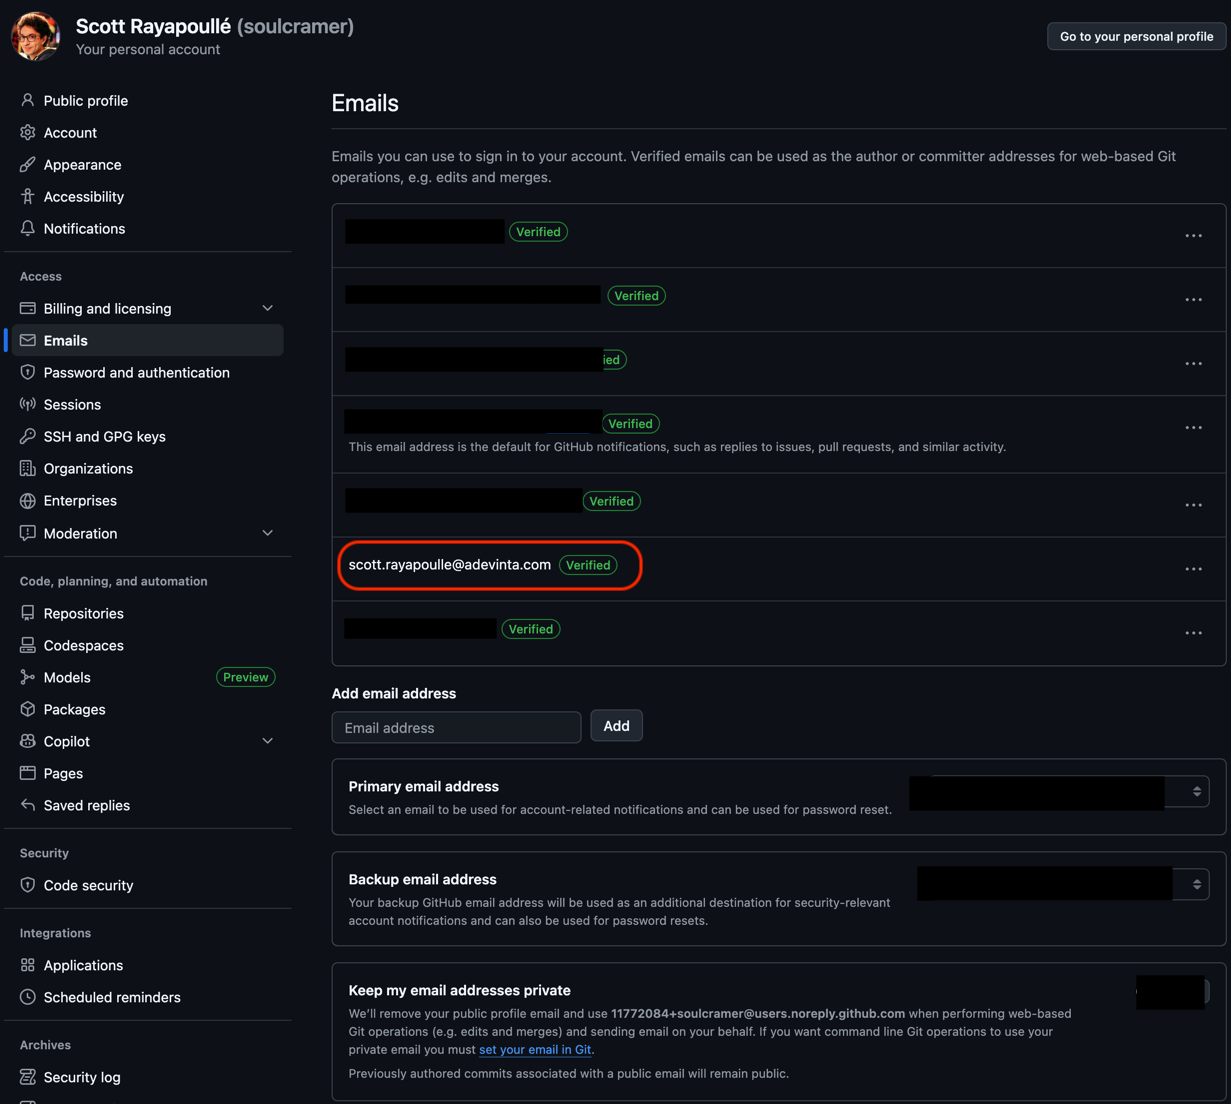 Scott Rayapoullé (soulcramer)
Your personal account
Go to your personal profile
Public profile
Account
Appearance
Accessibility
Notifications
Access
Billing and licensing
Emails
Password and authentication
Sessions
SSH and GPG keys
Organizations
Enterprises
Moderation
Code, planning, and automation
Repositories
Codespaces
Models Preview
Packages
Copilot
Pages
Saved replies
Security
Code security
Integrations
Applications
Scheduled reminders
Archives
Security log
Emails
Emails you can use to sign in to your account. Verified emails can be used as the author or committer addresses for web-based Git
operations, e.g. edits and merges.
Verified
Verified
ied
Verified
This email address is the default for GitHub notifications, such as replies to issues, pull requests, and similar activity.
Verified
scott.rayapoulle@adevinta.com Verified
Verified
Add email address
Email address Add
Primary email address
Select an email to be used for account-related notifications and can be used for password reset.
Backup email address
Your backup GitHub email address will be used as an additional destination for security-relevant
account notifications and can also be used for password resets.
Keep my email addresses private
We'll remove your public profile email and use 11772084+soulcramer@users.noreply.github.com when performing web-based
Git operations (e.g. edits and merges) and sending email on your behalf. If you want command line Git operations to use your
private email you must set your email in Git.
Previously authored commits associated with a public email will remain public.